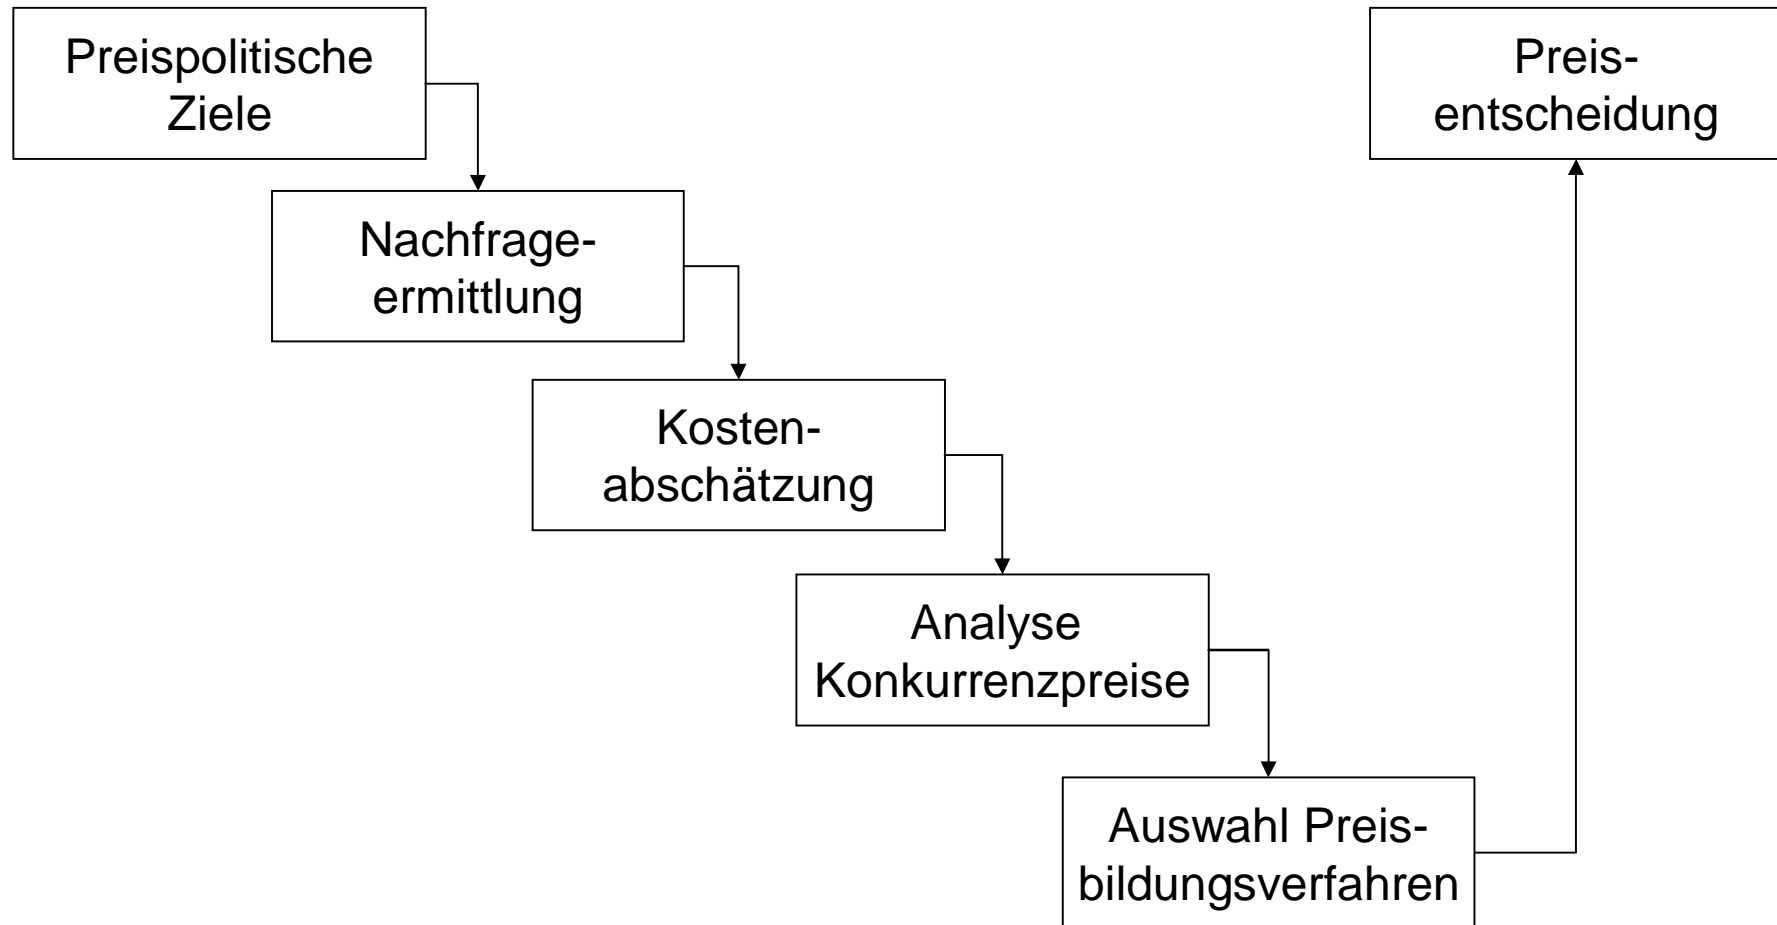 Preispolitische
Ziele
Preis-
entscheidung
Nachfrage-
ermittlung
Kosten-
abschätzung
Analyse
Konkurrenzpreise
Auswahl Preis-
bildungsverfahren